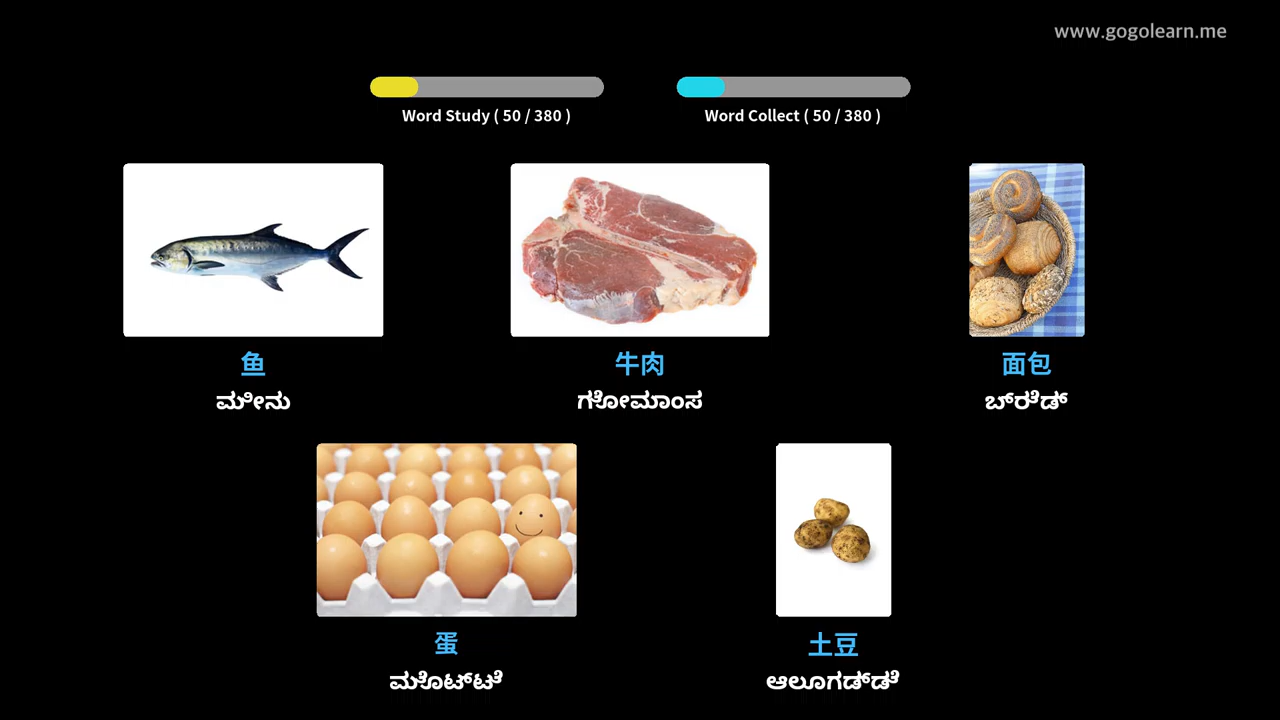 www.gogolearn.me
Word Study ( 50 / 380 )
Word Collect ( 50 / 380 )
鱼
ಮೀನು
牛肉
ಗೋಮಾಂಸ
面包
ಬ್ರೆಡ್
蛋
ಮೊಟ್ಟೆ
土豆
ಆಲೂಗಡ್ಡೆ